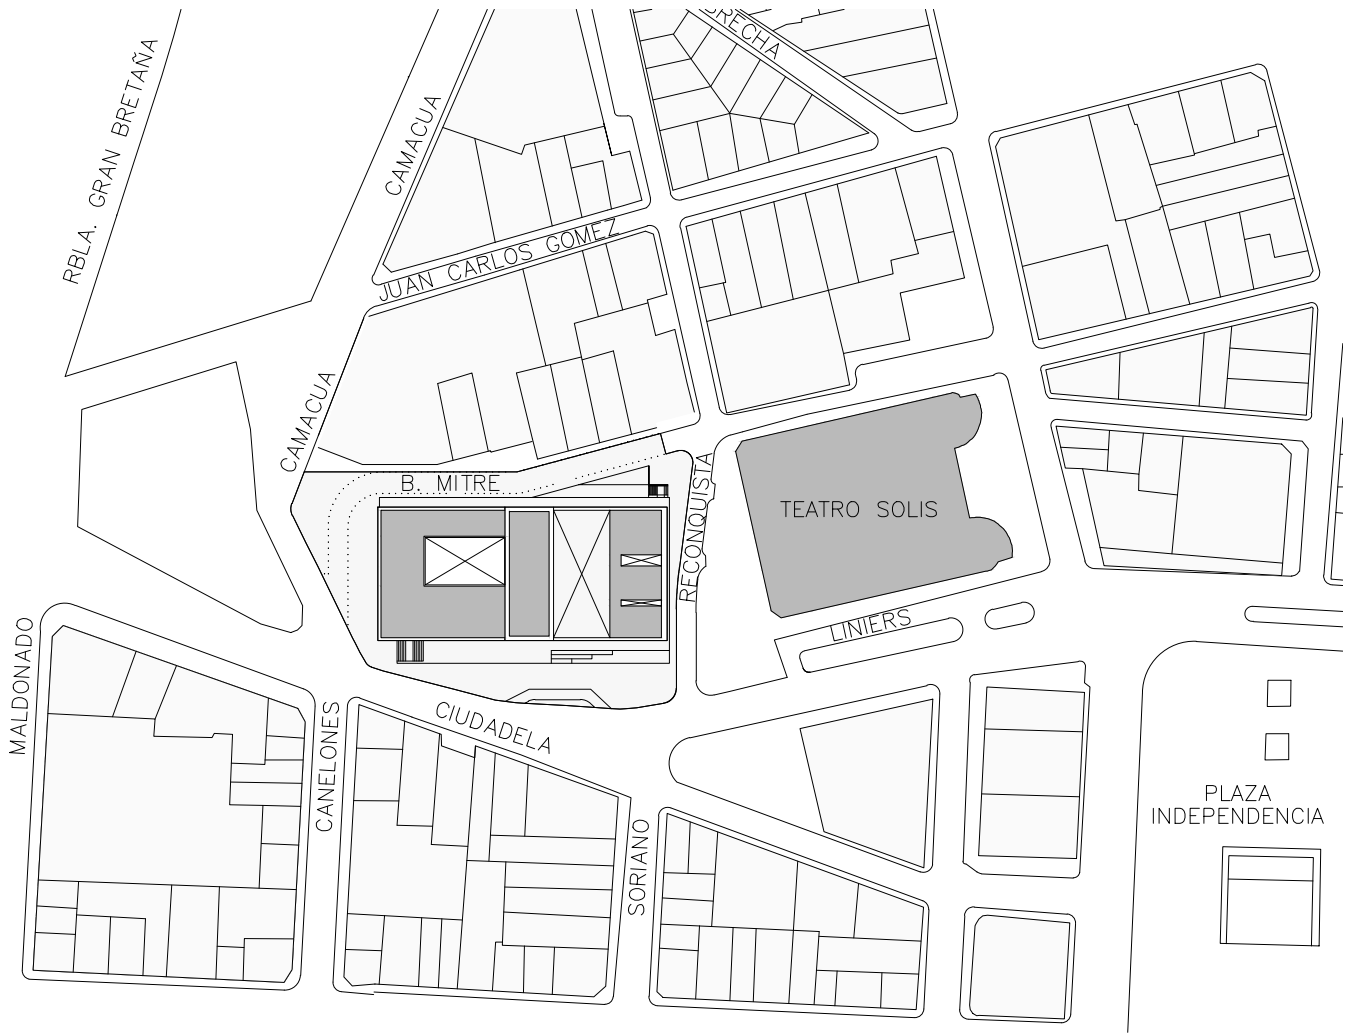 RECHA
RBLA. GRAN BRETAÑA
CAMACUA
JUAN CARLOS GOMEZ
CAMACUA
B. MITRE
RECONQUISTA
TEATRO SOLIS
LINIERS
MALDONADO
CANELONES
CIUDADELA
SORIANO
PLAZA
INDEPENDENCIA